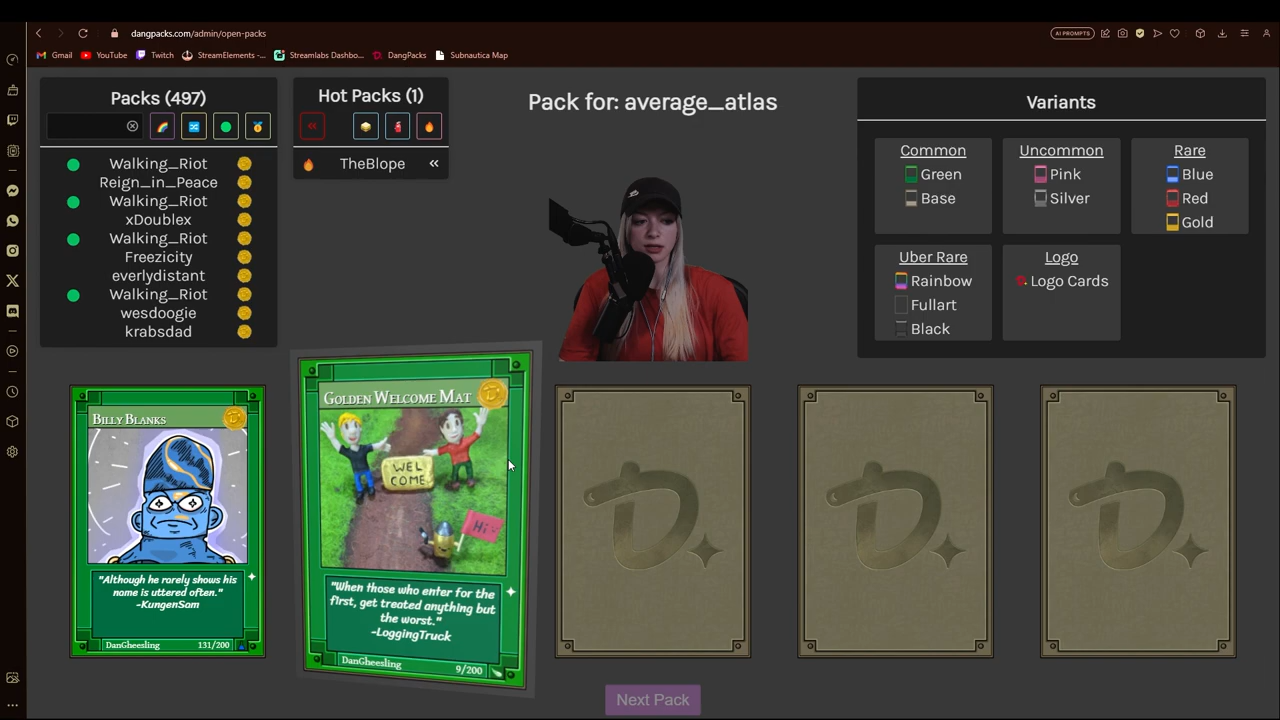 dangpacks.com/admin/open-packs
AI PROMPTS
Gmail
YouTube
Twitch
StreamElements -...
Streamlabs Dashbo...
DangPacks
Subnautica Map
Packs (497)
Walking_Riot
Reign_in_Peace
Walking_Riot
xDoublex
Walking_Riot
Freezicity
everlydistant
Walking_Riot
wesdoogie
krabsdad
Hot Packs (1)
TheBlope
Pack for: average_atlas
Variants
Common
Green
Base
Uncommon
Pink
Silver
Rare
Blue
Red
Gold
Uber Rare
Rainbow
Fullart
Black
Logo
Logo Cards
Billy Blanks
"Although he rarely shows his
name is uttered often."
-KungenSam
DanGheesling 131/200
Golden Welcome Mat
WEL
COME
Hi
"When those who enter for the
first, get treated anything but
the worst."
-LoggingTruck
DanGheesling 9/200
D
D
D
Next Pack